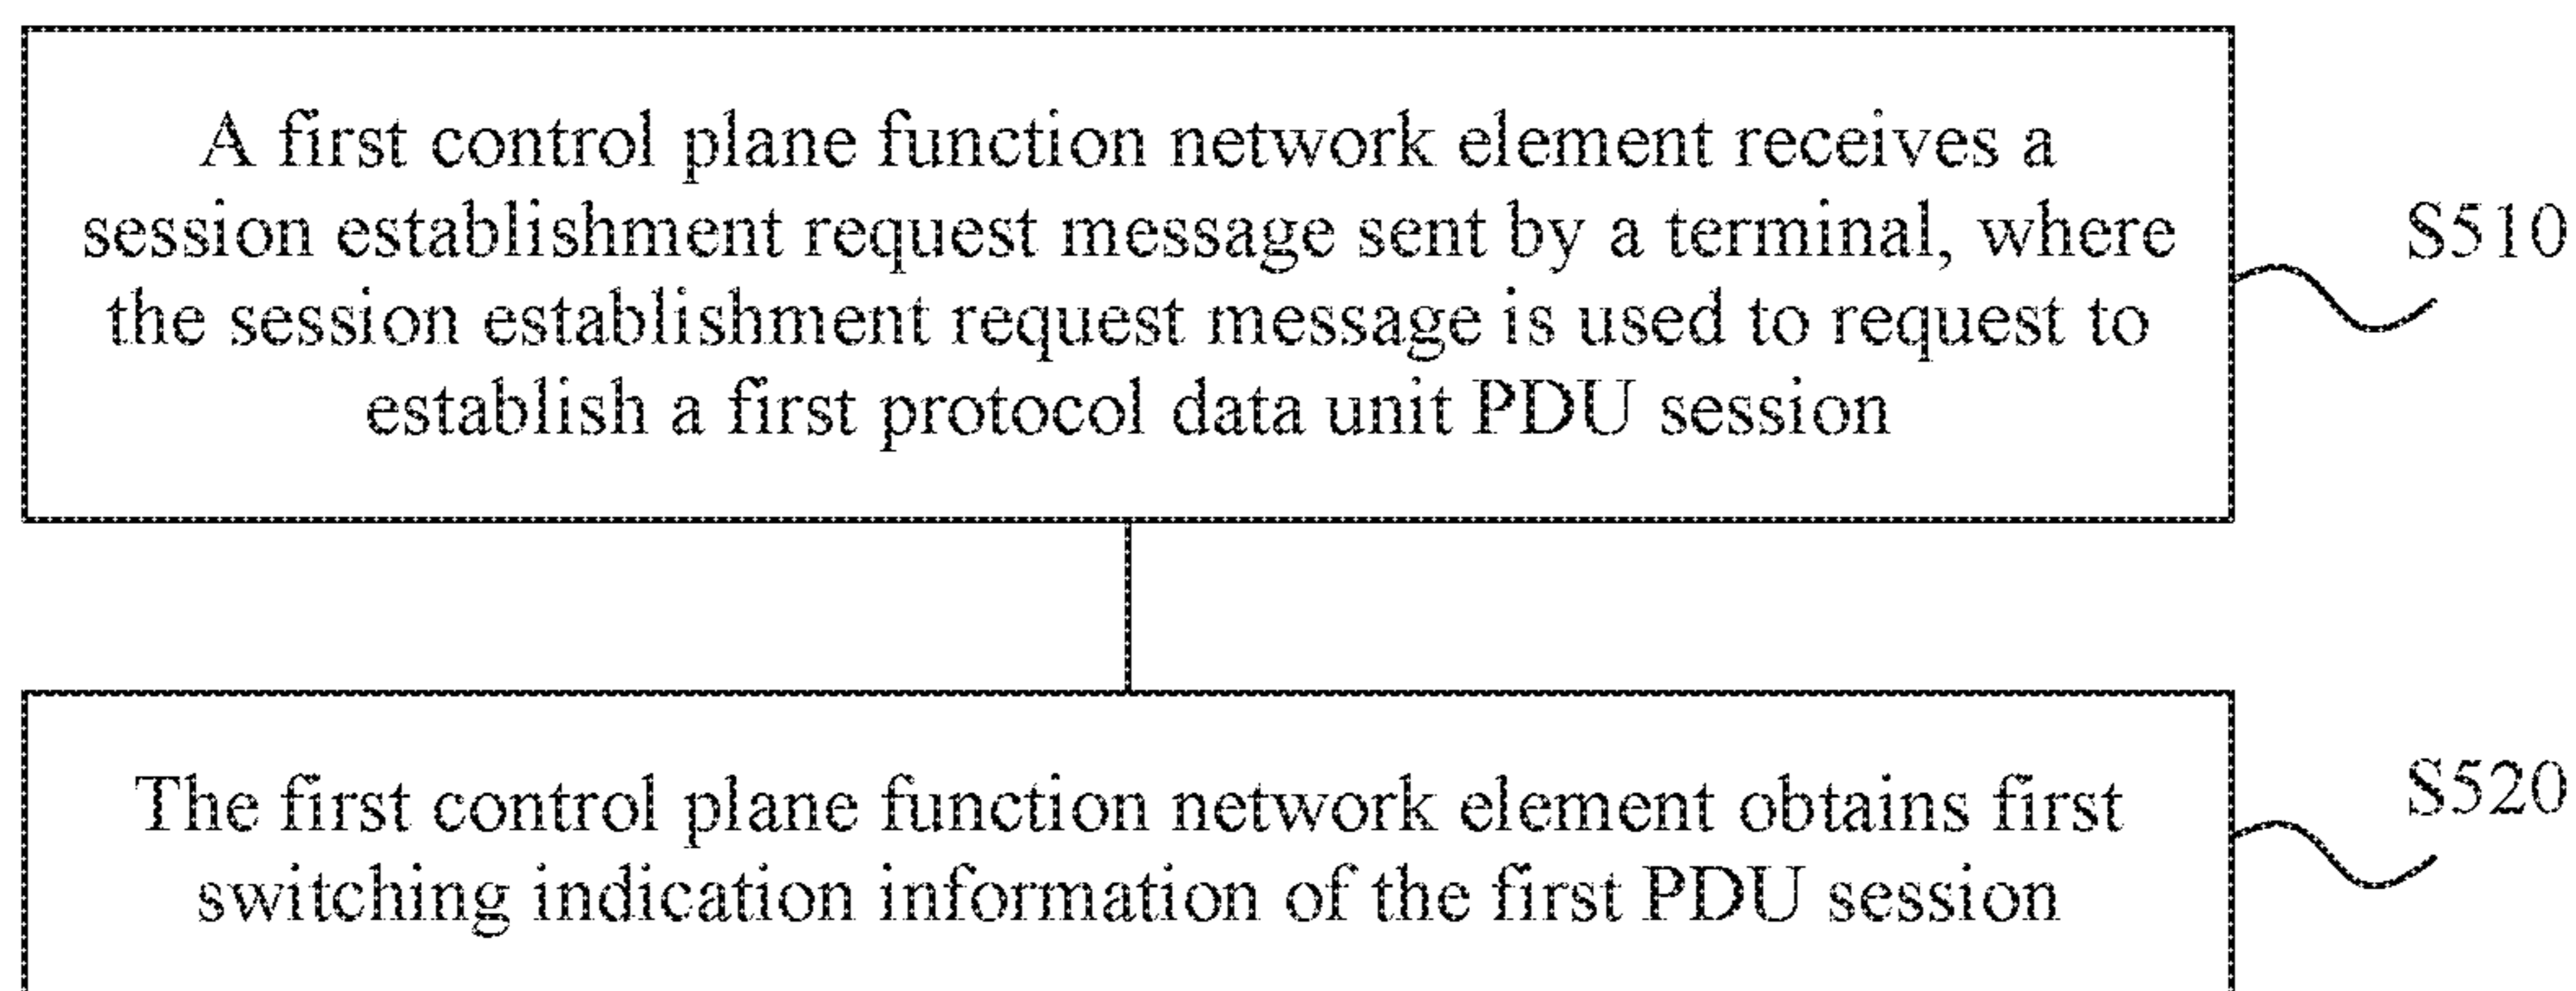 A first control plane function network element receives a
session establishment request message sent by a terminal, where
the session establishment request message is used to request to
establish a first protocol data unit PDU session
S510
The first control plane function network element obtains first
switching indication information of the first PDU session
S520